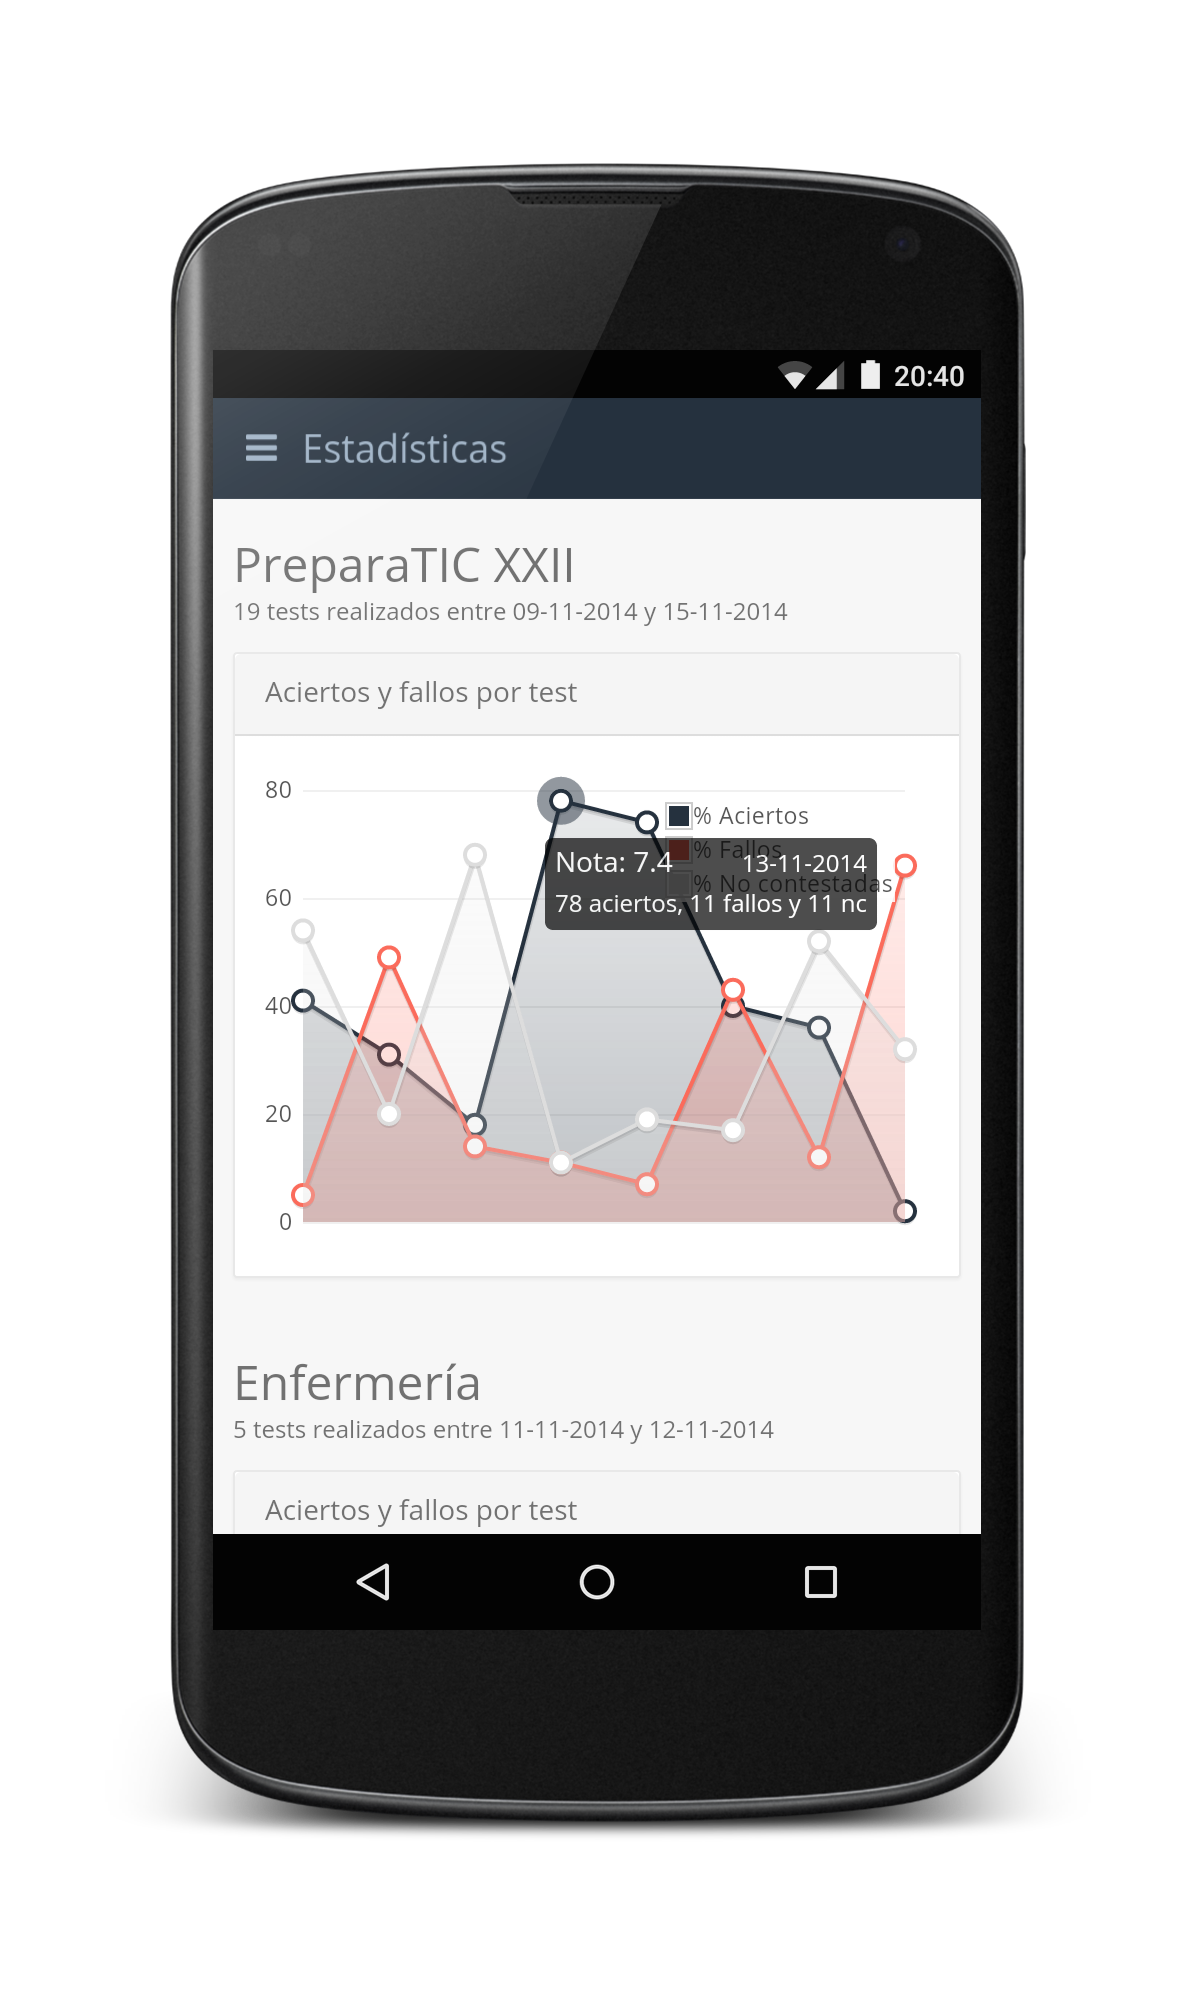 20:40
Estadísticas
PreparaTIC XXII
19 tests realizados entre 09-11-2014 y 15-11-2014
Aciertos y fallos por test
80
60
40
20
0
% Aciertos
% Fallos
% No contestadas
Nota: 7.4 13-11-2014
78 aciertos, 11 fallos y 11 nc
Enfermería
5 tests realizados entre 11-11-2014 y 12-11-2014
Aciertos y fallos por test